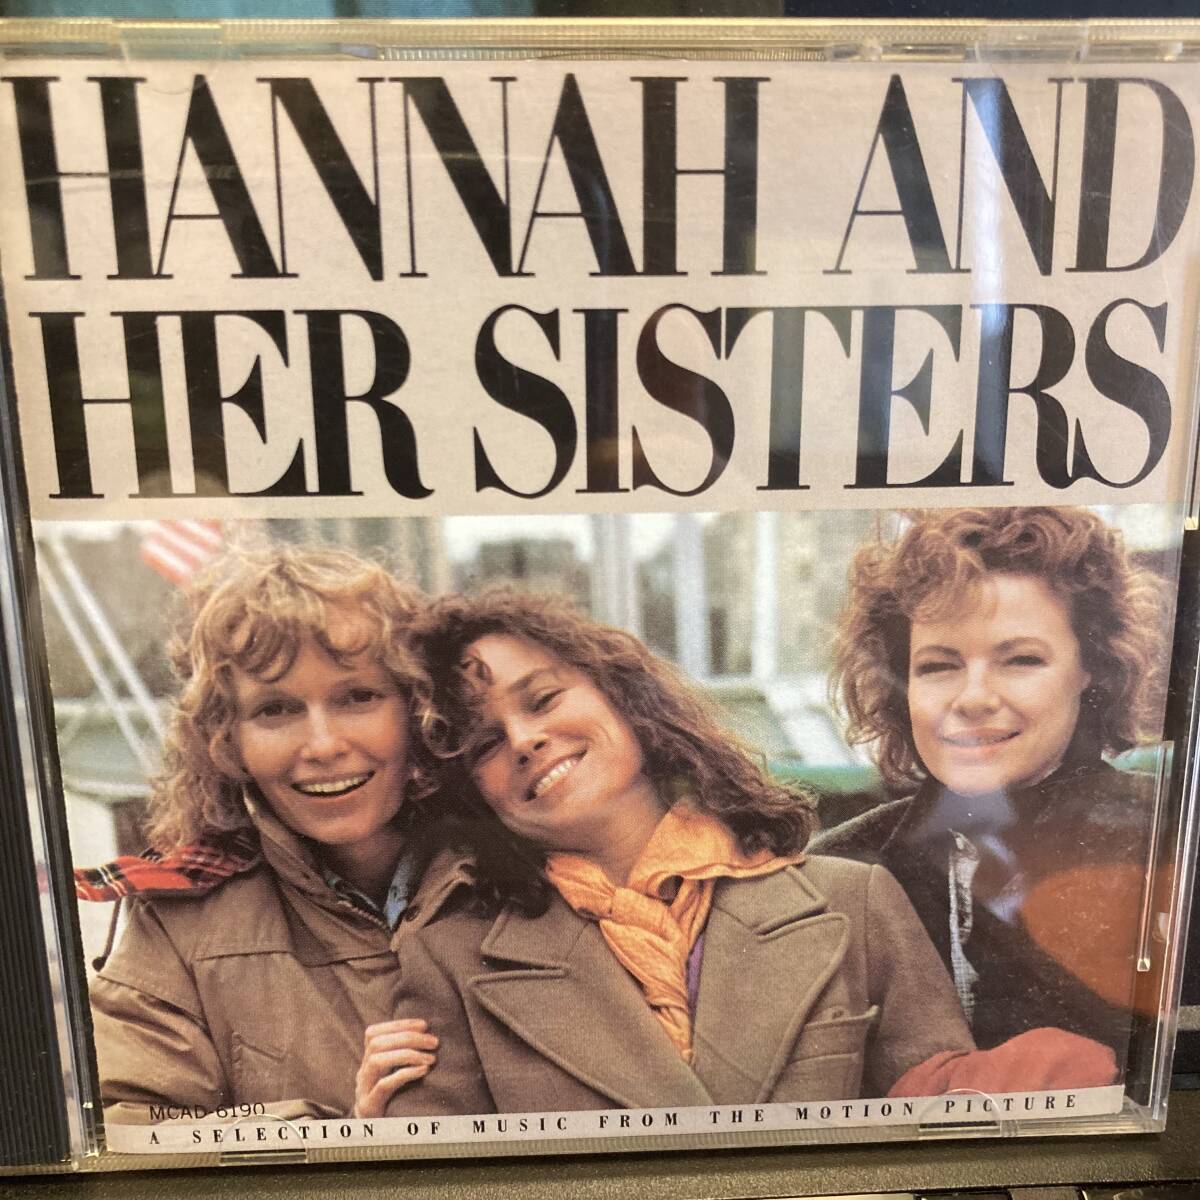 HANNAH AND
HER SISTERS
MCAD-6190
A SELECTION OF MUSIC FROM THE MOTION PICTURE